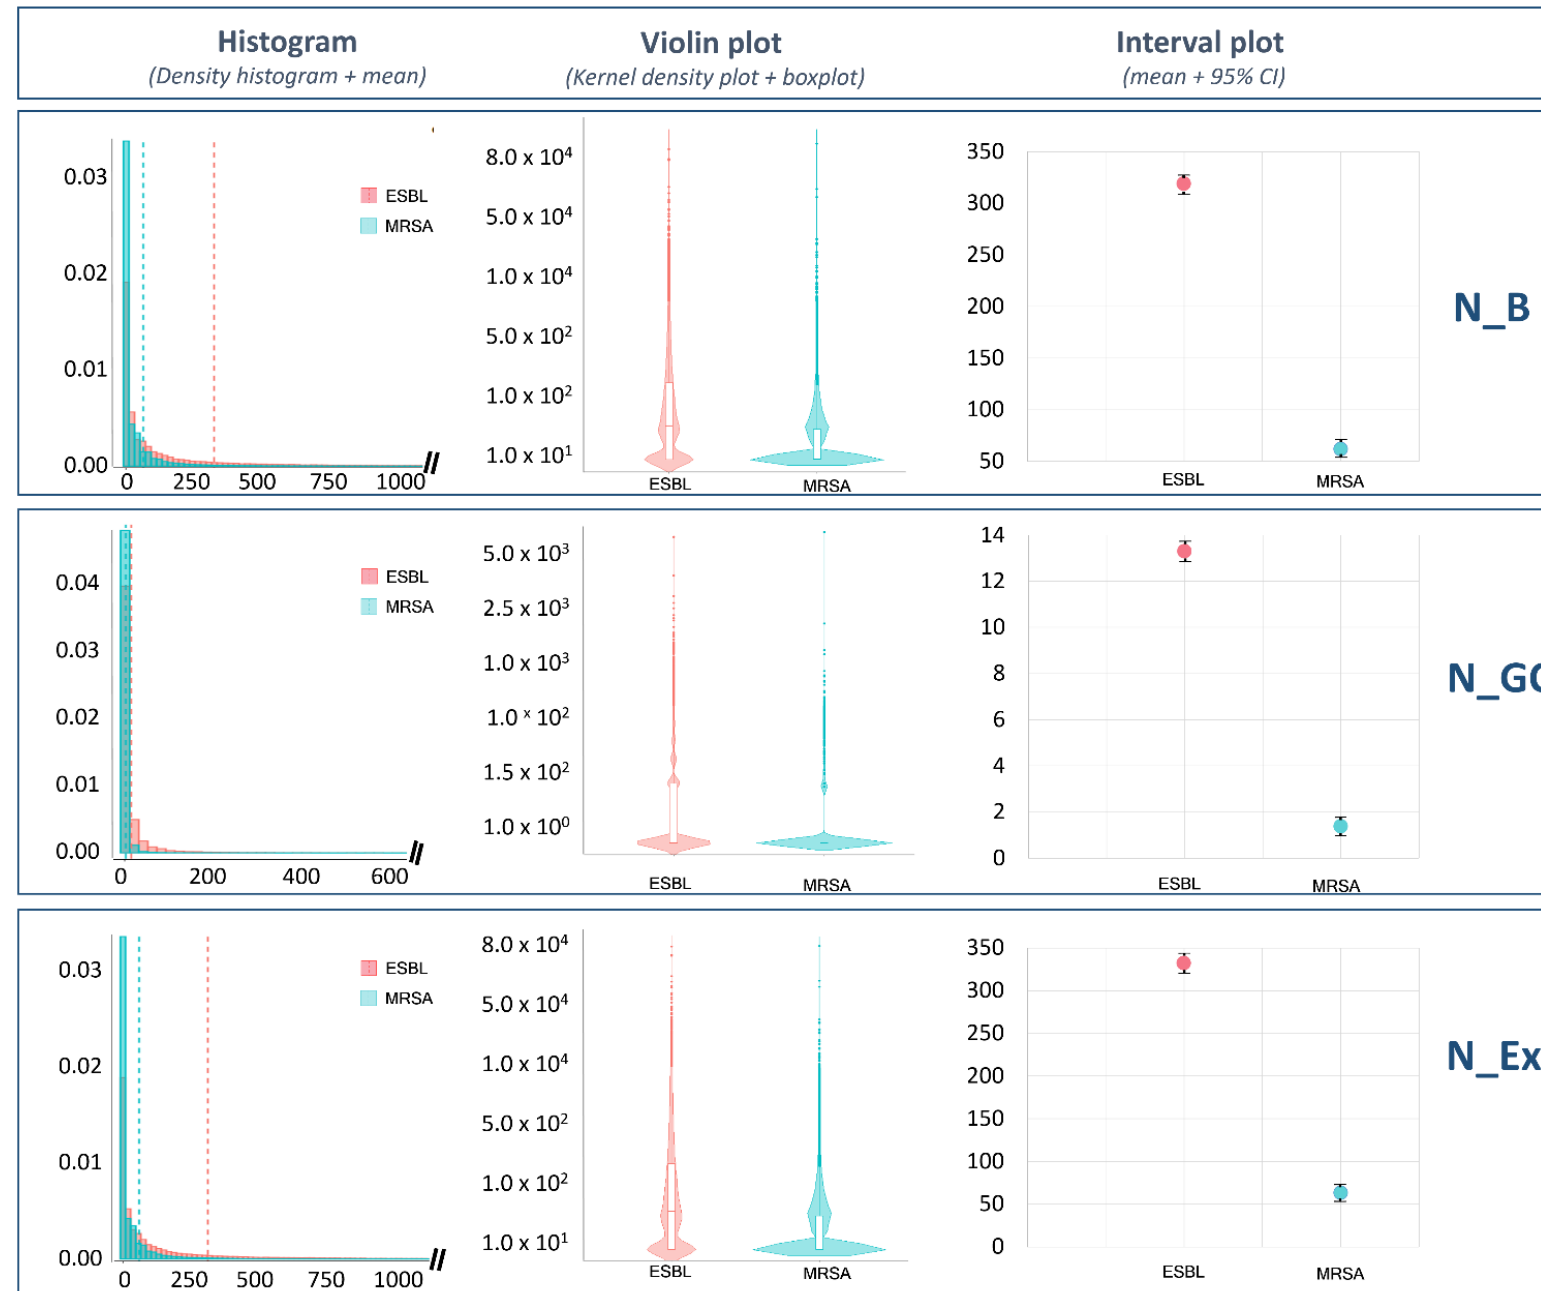 Histogram
(Density histogram + mean)
Violin plot
(Kernel density plot + boxplot)
Interval plot
(mean + 95% CI)
0.03
0.02
0.01
0.00
0 250 500 750 1000
ESBL
MRSA
8.0 x 10⁴
5.0 x 10⁴
1.0 x 10⁴
5.0 x 10²
1.0 x 10²
1.0 x 10¹
ESBL MRSA
350
300
250
200
150
100
50
ESBL MRSA
N_B
0.04
0.03
0.02
0.01
0.00
0 200 400 600
ESBL
MRSA
5.0 x 10³
2.5 x 10³
1.0 x 10³
1.0 x 10²
1.5 x 10²
1.0 x 10⁰
ESBL MRSA
14
12
10
8
6
4
2
0
ESBL MRSA
0.03
0.02
0.01
0.00
0 250 500 750 1000
ESBL
MRSA
8.0 x 10⁴
5.0 x 10⁴
1.0 x 10⁴
5.0 x 10²
1.0 x 10²
1.0 x 10¹
ESBL MRSA
350
300
250
200
150
100
50
0
ESBL MRSA
N_Ex